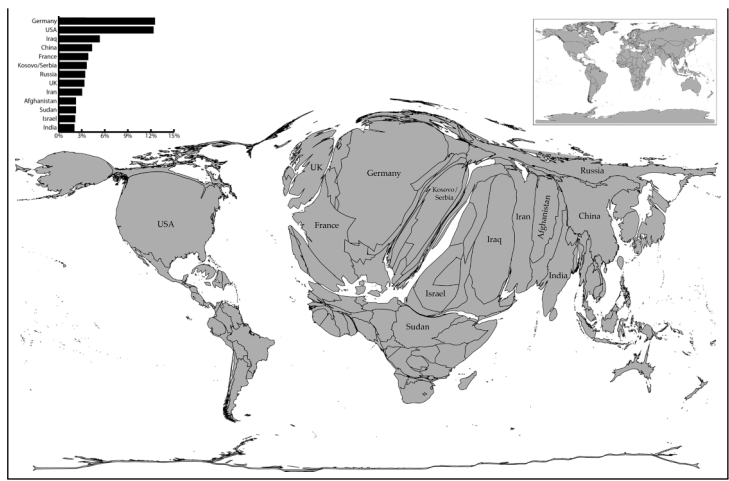 Germany
USA
Iraq
China
France
Kosovo/Serbia
Russia
UK
Iran
Afghanistan
Sudan
Israel
India
0% 3% 6% 9% 12% 15%
UK
Germany
Russia
Kosovo/
Serbia
Afghanistan
Iran
China
USA
France
Iraq
India
Israel
Sudan